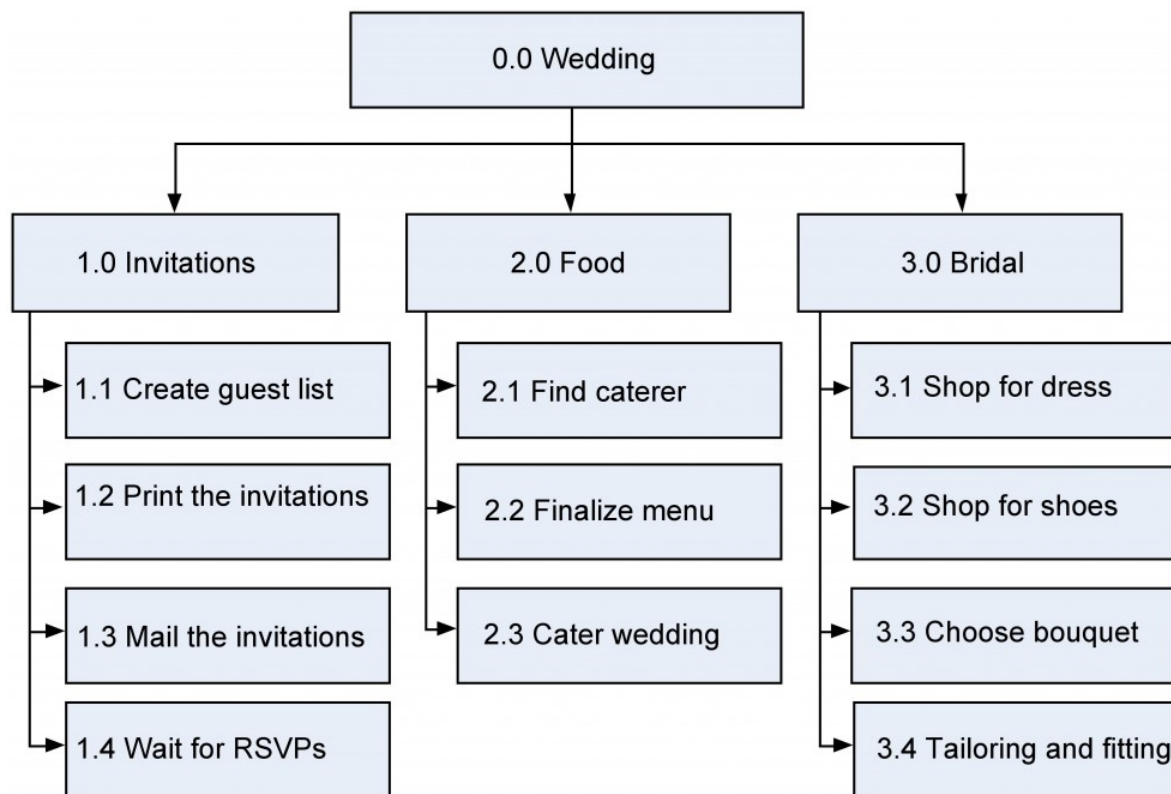 0.0 Wedding
1.0 Invitations
2.0 Food
3.0 Bridal
1.1 Create guest list
1.2 Print the invitations
1.3 Mail the invitations
1.4 Wait for RSVPs
2.1 Find caterer
2.2 Finalize menu
2.3 Cater wedding
3.1 Shop for dress
3.2 Shop for shoes
3.3 Choose bouquet
3.4 Tailoring and fitting